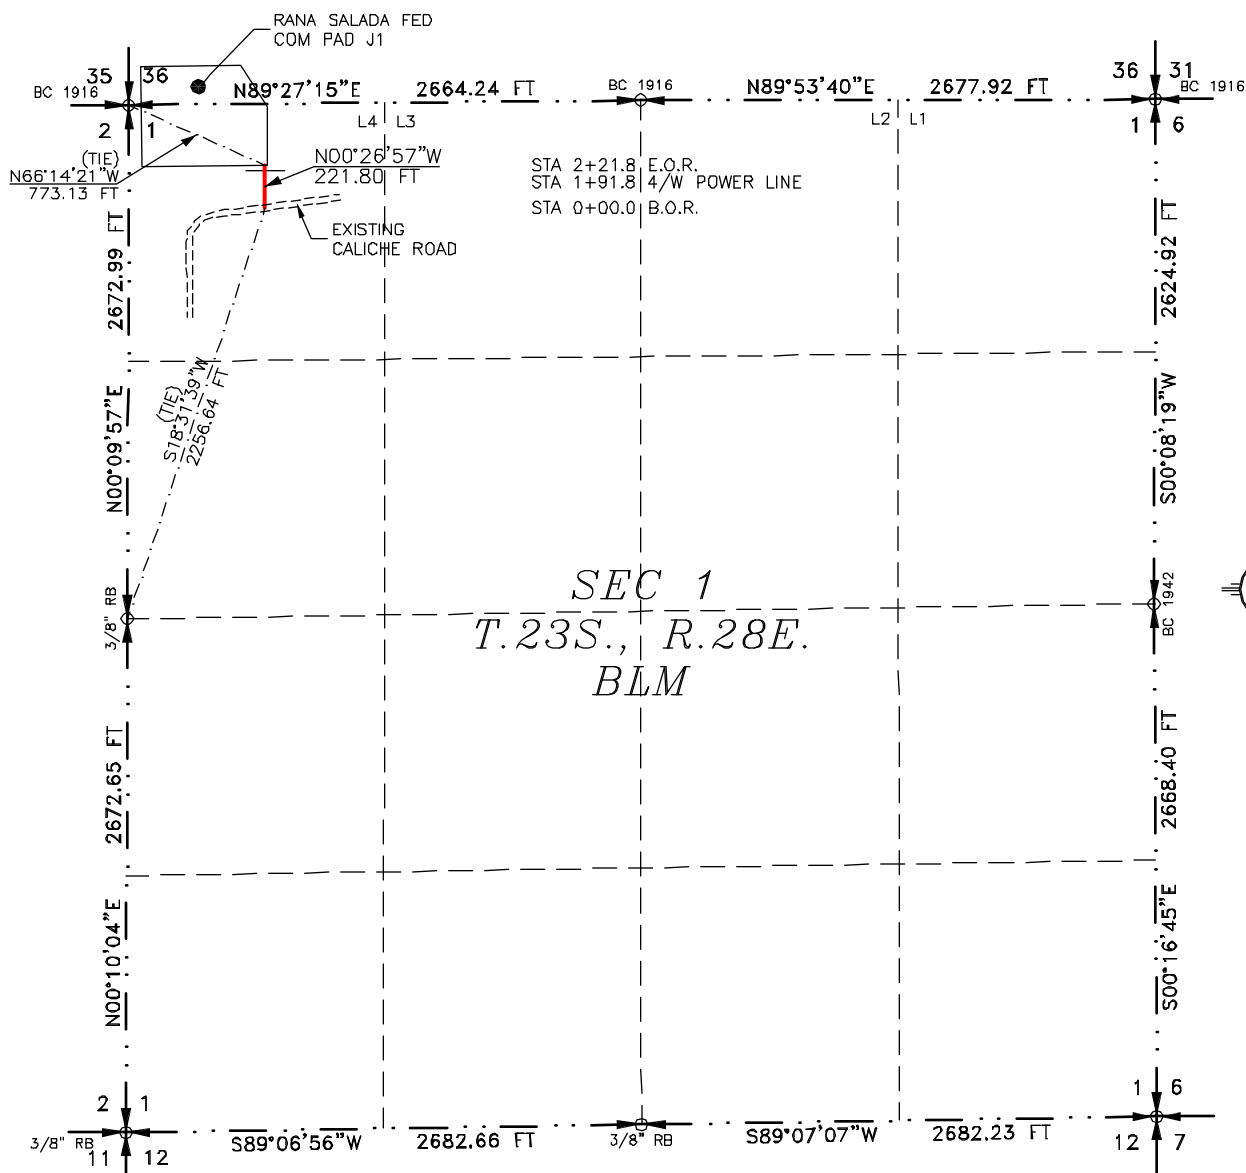 RANA SALADA FED
COM PAD J1
35 36
BC 1916
2 1
N89°27'15"E 2664.24 FT
BC 1916
N89°53'40"E 2677.92 FT
36 31
BC 1916
1 6
L4 L3
L2 L1
(TIE)
N66°14'21"W
773.13 FT
N00°26'57"W
221.80 FT
STA 2+21.8 E.O.R.
STA 1+91.8 4/W POWER LINE
STA 0+00.0 B.O.R.
EXISTING
CALICHE ROAD
N00°09'57"E 2672.99 FT
(TIE)
S18°31'39"W
2256.64 FT
S00°08'19"W 2624.92 FT
3/8" RB
SEC 1
T.23S., R.28E.
BLM
BC 1942
N00°10'04"E 2672.65 FT
S00°16'45"E 2668.40 FT
2 1
3/8" RB
11 12
S89°06'56"W 2682.66 FT
3/8" RB
S89°07'07"W 2682.23 FT
1 6
12 7